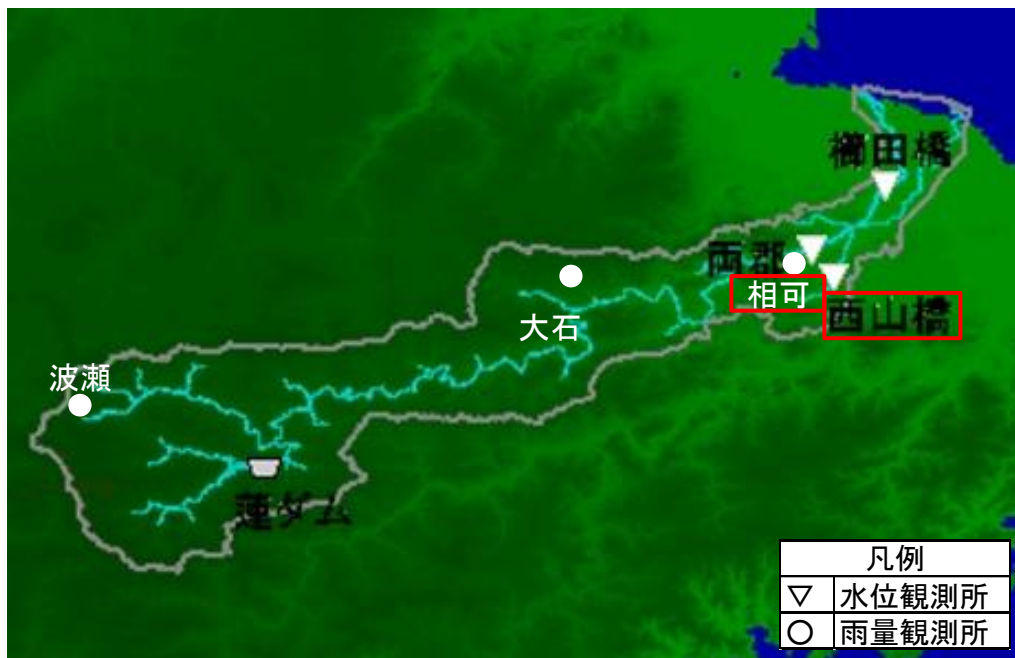 櫛田橋
両郡
相可
西山橋
大石
波瀬
蓮ダム
凡例
▽ 水位観測所
○ 雨量観測所